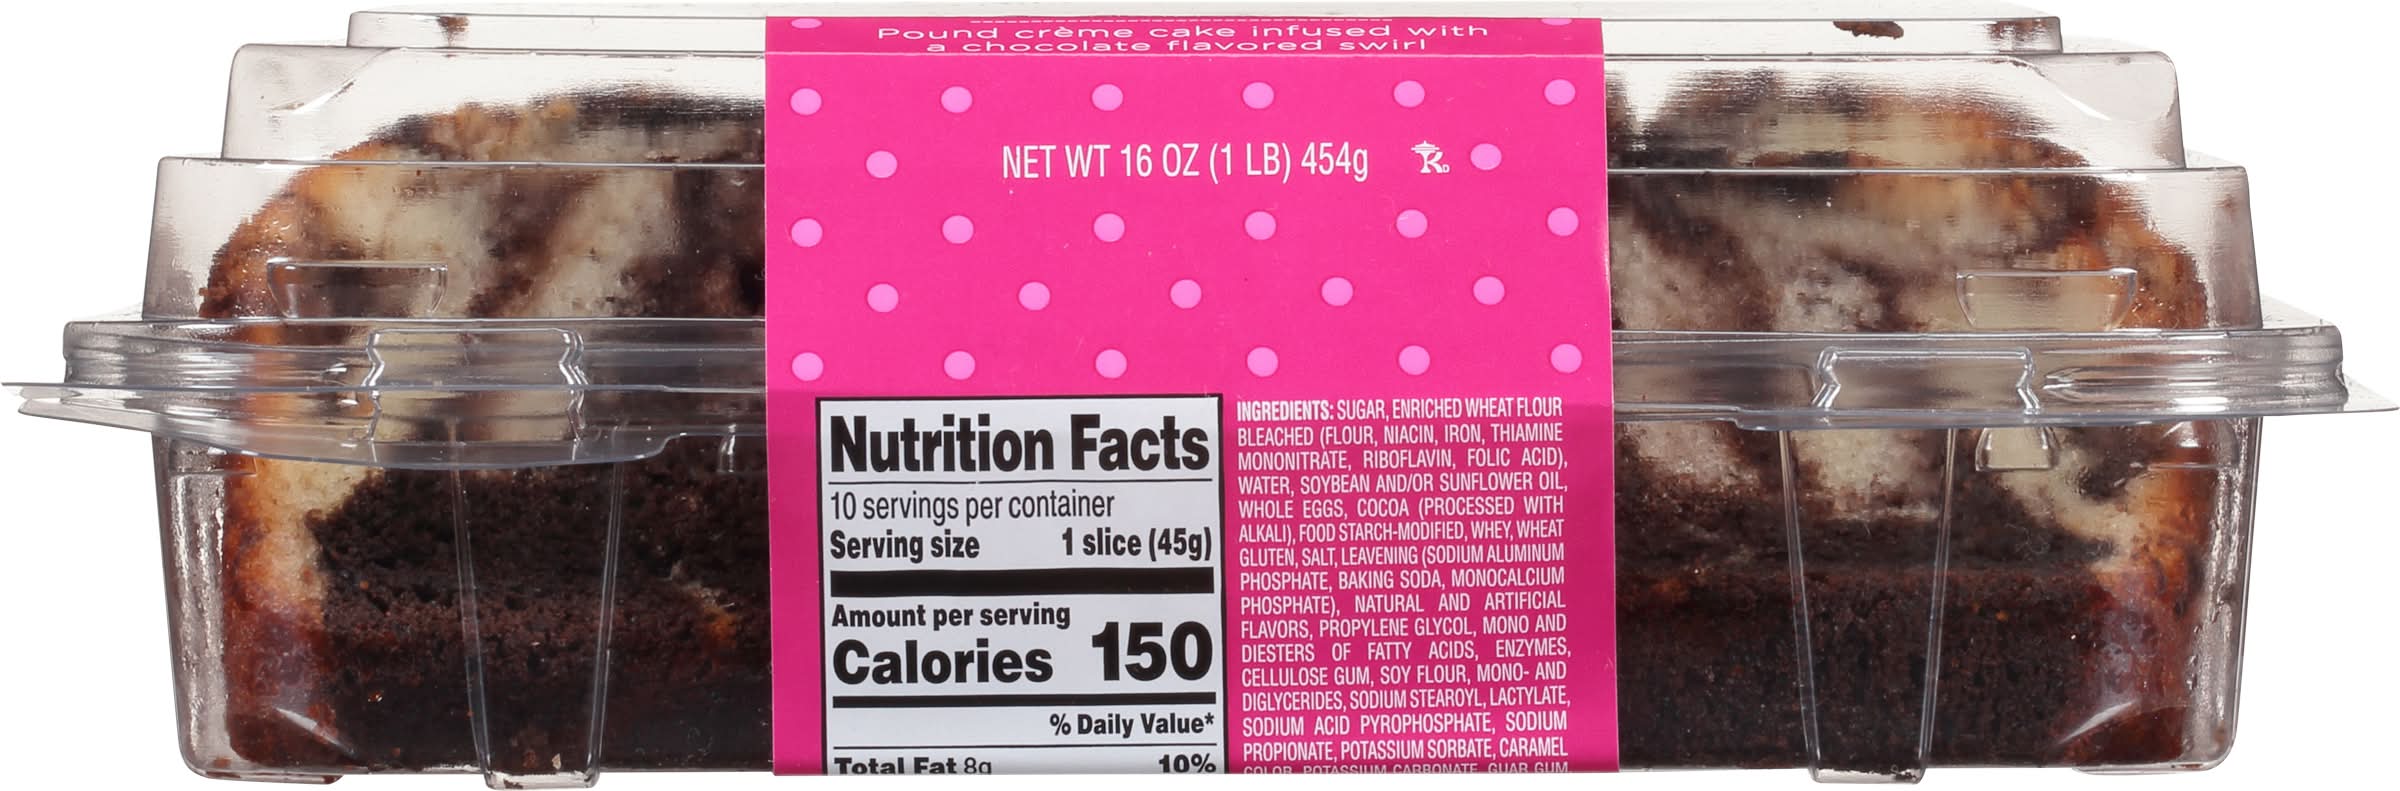 Pound crème cake infused with
a chocolate flavored swirl
NET WT 16 OZ (1 LB) 454g K D
Nutrition Facts
10 servings per container
Serving size 1 slice (45g)
Amount per serving
Calories 150
% Daily Value*
Total Fat 8g 10%
INGREDIENTS: SUGAR, ENRICHED WHEAT FLOUR
BLEACHED (FLOUR, NIACIN, IRON, THIAMINE
MONONITRATE, RIBOFLAVIN, FOLIC ACID),
WATER, SOYBEAN AND/OR SUNFLOWER OIL,
WHOLE EGGS, COCOA (PROCESSED WITH
ALKALI), FOOD STARCH-MODIFIED, WHEY, WHEAT
GLUTEN, SALT, LEAVENING (SODIUM ALUMINUM
PHOSPHATE, BAKING SODA, MONOCALCIUM
PHOSPHATE), NATURAL AND ARTIFICIAL
FLAVORS, PROPYLENE GLYCOL, MONO AND
DIESTERS OF FATTY ACIDS, ENZYMES,
CELLULOSE GUM, SOY FLOUR, MONO- AND
DIGLYCERIDES, SODIUM STEAROYL, LACTYLATE,
SODIUM ACID PYROPHOSPHATE, SODIUM
PROPIONATE, POTASSIUM SORBATE, CARAMEL
COLOR, POTASSIUM CARBONATE, GUAR GUM,